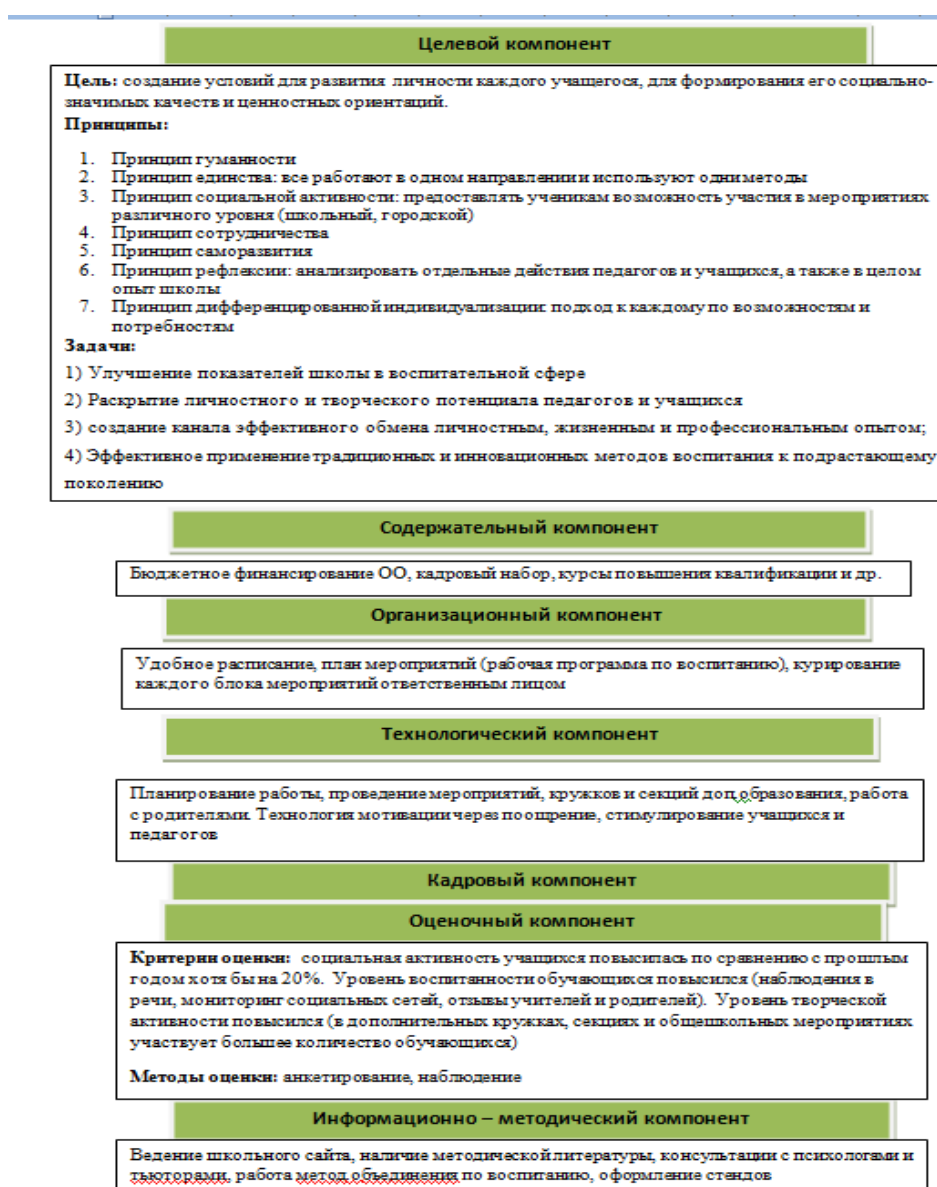 Целевой компонент
Цель: создание условий для развития личности каждого учащегося, для формирования его социально-
значимых качеств и ценностных ориентаций.
Принципы:
1. Принцип гуманности
2. Принцип единства: все работают в одном направлении и используют одни методы
3. Принцип социальной активности: предоставлять ученикам возможность участия в мероприятиях
различного уровня (школьный, городской)
4. Принцип сотрудничества
5. Принцип саморазвития
6. Принцип рефлексии: анализировать отдельные действия педагогов и учащихся, а также в целом
опыт школы
7. Принцип дифференцированной индивидуализации: подход к каждому по возможностям и
потребностям
Задачи:
1) Улучшение показателей школы в воспитательной сфере
2) Раскрытие личностного и творческого потенциала педагогов и учащихся
3) создание канала эффективного обмена личностным, жизненным и профессиональным опытом;
4) Эффективное применение традиционных и инновационных методов воспитания к подрастающему
поколению
Содержательный компонент
Бюджетное финансирование ОО, кадровый набор, курсы повышения квалификации и др.
Организационный компонент
Удобное расписание, план мероприятий (рабочая программа по воспитанию), курирование
каждого блока мероприятий ответственным лицом
Технологический компонент
Планирование работы, проведение мероприятий, кружков и секций доп.образования, работа
с родителями. Технология мотивации через поощрение, стимулирование учащихся и
педагогов
Кадровый компонент
Оценочный компонент
Критерии оценки: социальная активность учащихся повысилась по сравнению с прошлым
годом хотя бы на 20%. Уровень воспитанности обучающихся повысился (наблюдения в
речи, мониторинг социальных сетей, отзывы учителей и родителей). Уровень творческой
активности повысился (в дополнительных кружках, секциях и общешкольных мероприятиях
участвует большее количество обучающихся)
Методы оценки: анкетирование, наблюдение
Информационно – методический компонент
Ведение школьного сайта, наличие методической литературы, консультации с психологами и
тьюторами, работа метод.объединения по воспитанию, оформление стендов